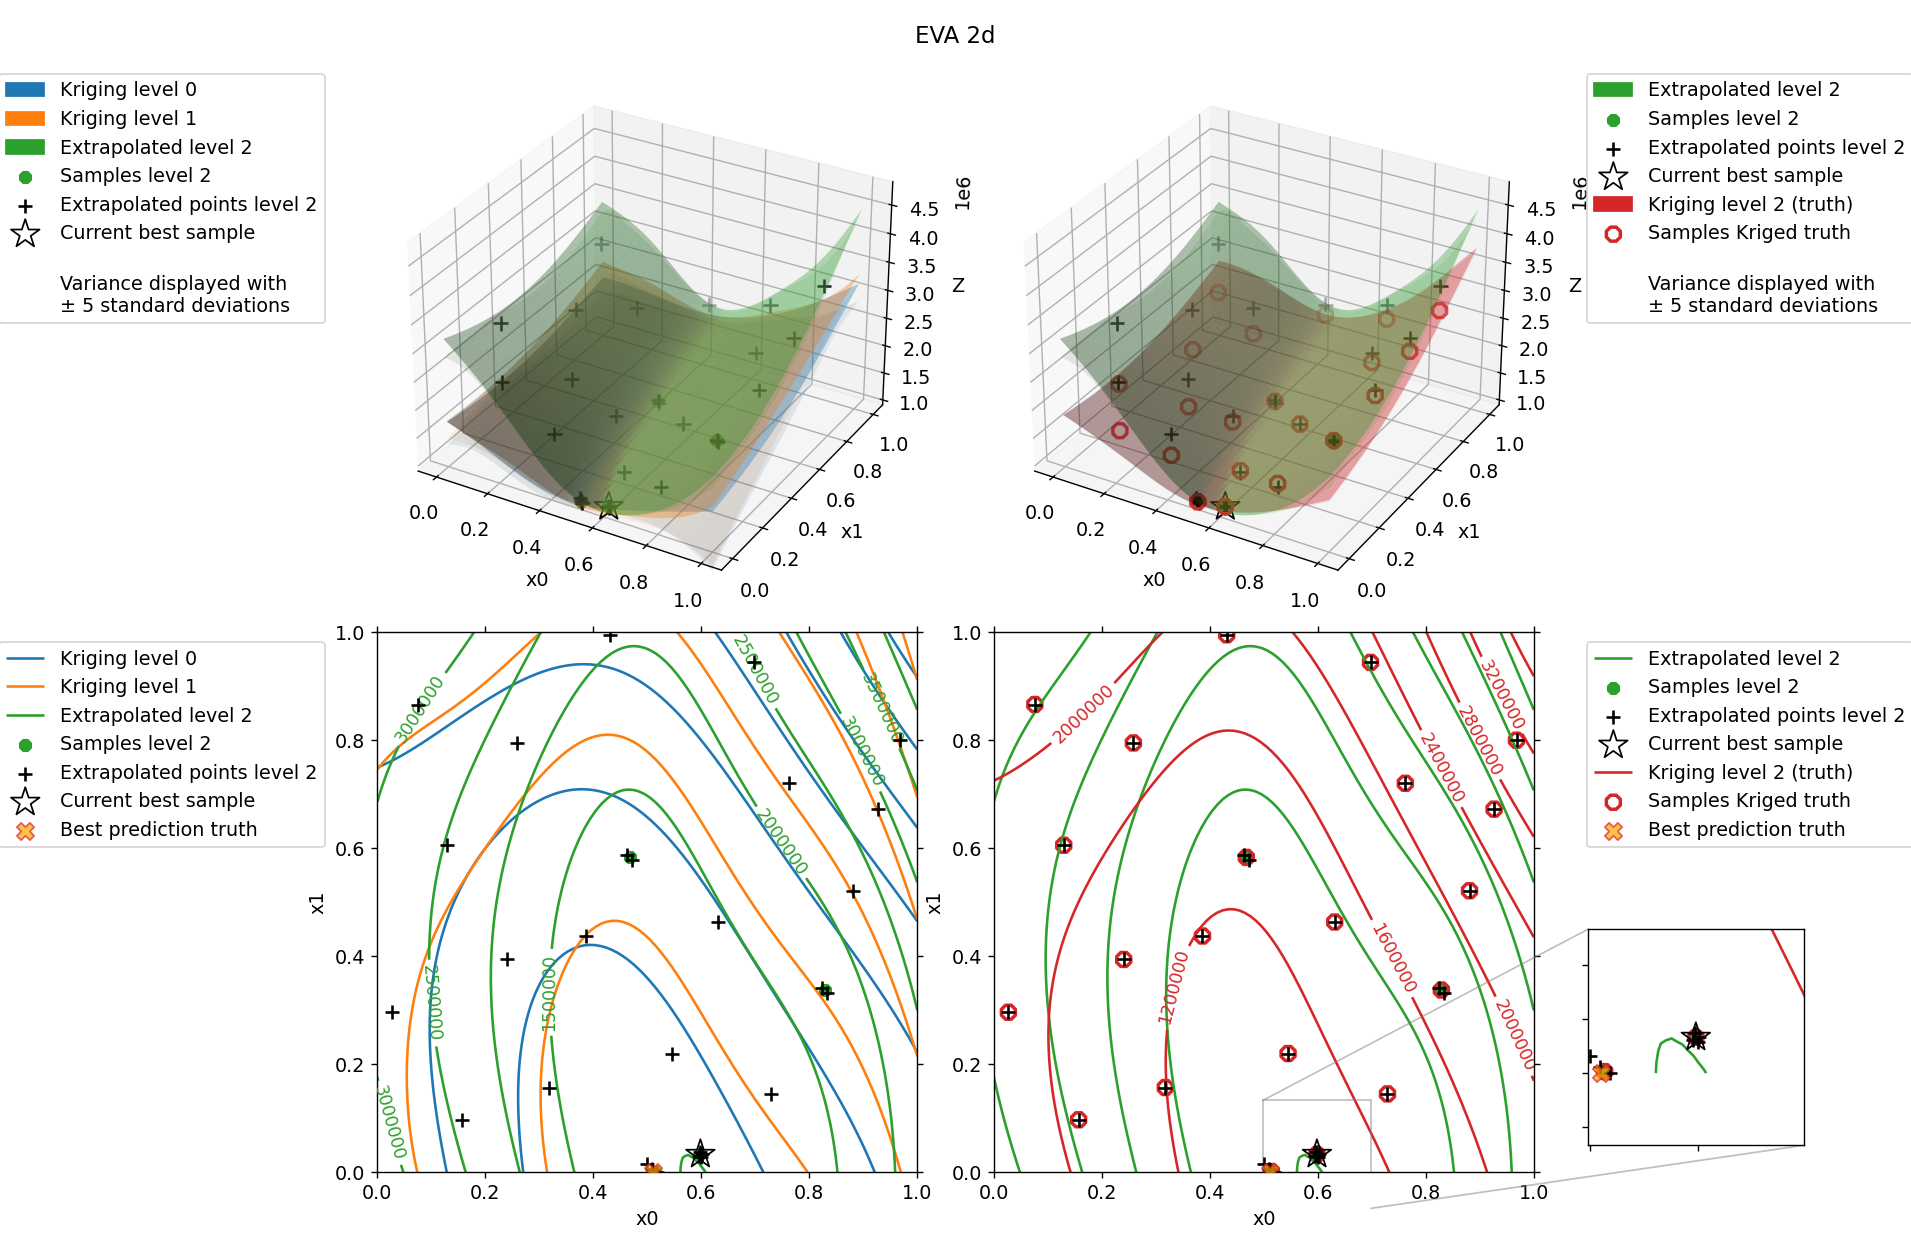 EVA 2d
Kriging level 0
Kriging level 1
Extrapolated level 2
Samples level 2
Extrapolated points level 2
Current best sample
Variance displayed with
± 5 standard deviations
1e6
4.5
4.0
3.5
3.0
2.5
2.0
1.5
1.0
Z
0.0
0.2
0.4
0.6
0.8
1.0
x0
0.0
0.2
0.4
0.6
0.8
1.0
x1
1e6
4.5
4.0
3.5
3.0
2.5
2.0
1.5
1.0
Z
0.0
0.2
0.4
0.6
0.8
1.0
x0
0.0
0.2
0.4
0.6
0.8
1.0
x1
Extrapolated level 2
Samples level 2
Extrapolated points level 2
Current best sample
Kriging level 2 (truth)
Samples Kriged truth
Variance displayed with
± 5 standard deviations
Kriging level 0
Kriging level 1
Extrapolated level 2
Samples level 2
Extrapolated points level 2
Current best sample
Best prediction truth
1.0
0.8
0.6
0.4
0.2
0.0
x1
0.0
0.2
0.4
0.6
0.8
1.0
x0
3000000
2500000
3000000
3500000
2000000
2500000
1500000
3000000
x1
1.0
0.8
0.6
0.4
0.2
0.0
0.0
0.2
0.4
0.6
0.8
1.0
x0
2000000
3200000
2800000
2400000
1600000
1200000
2000000
Extrapolated level 2
Samples level 2
Extrapolated points level 2
Current best sample
Kriging level 2 (truth)
Samples Kriged truth
Best prediction truth